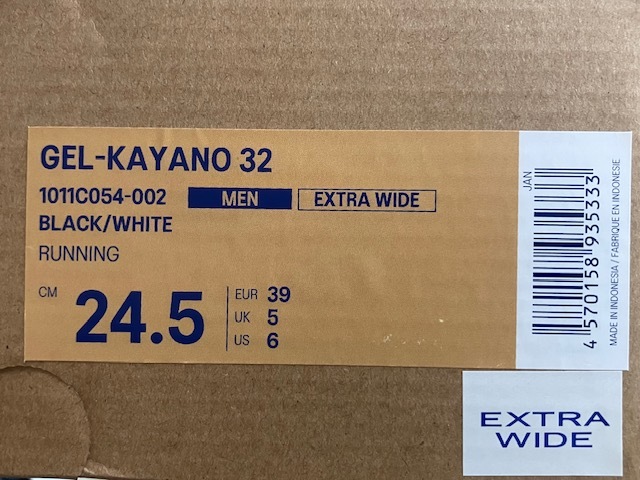 GEL-KAYANO 32
1011C054-002 MEN EXTRA WIDE
BLACK/WHITE
RUNNING
CM 24.5
EUR 39
UK 5
US 6
JAN
4 570158 935333
MADE IN INDONESIA / FABRIQUE EN INDONESIE
EXTRA
WIDE